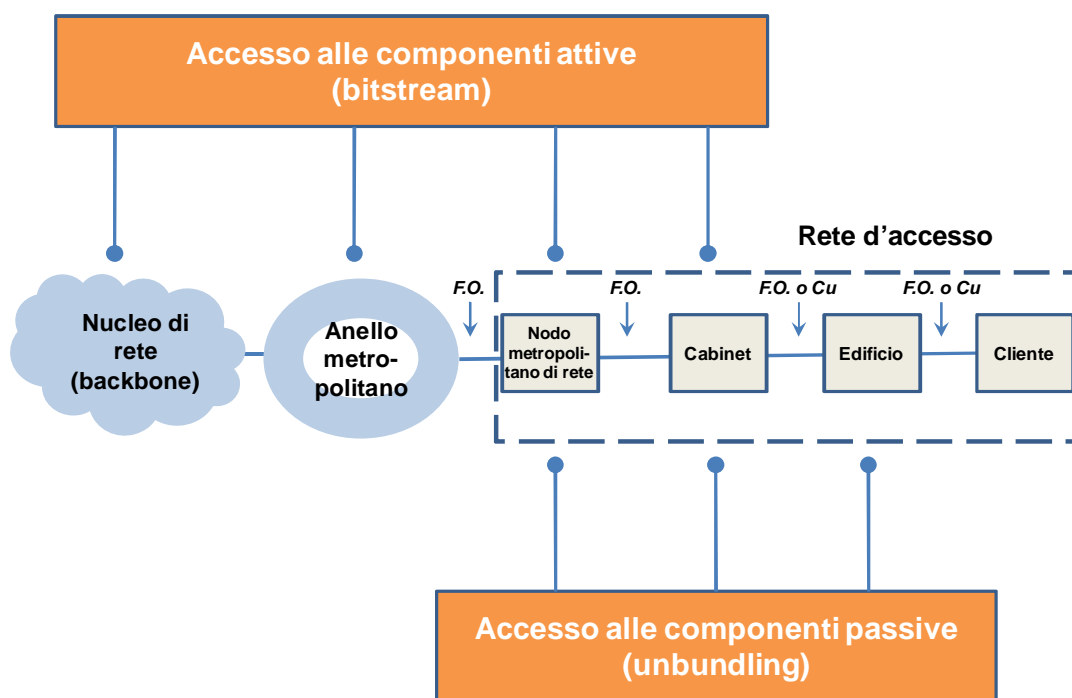 Accesso alle componenti attive
(bitstream)
Rete d’accesso
F.O.
F.O.
F.O. o Cu
F.O. o Cu
Nucleo di
rete
(backbone)
Anello
metro-
politano
Nodo
metropoli-
tano di rete
Cabinet
Edificio
Cliente
Accesso alle componenti passive
(unbundling)